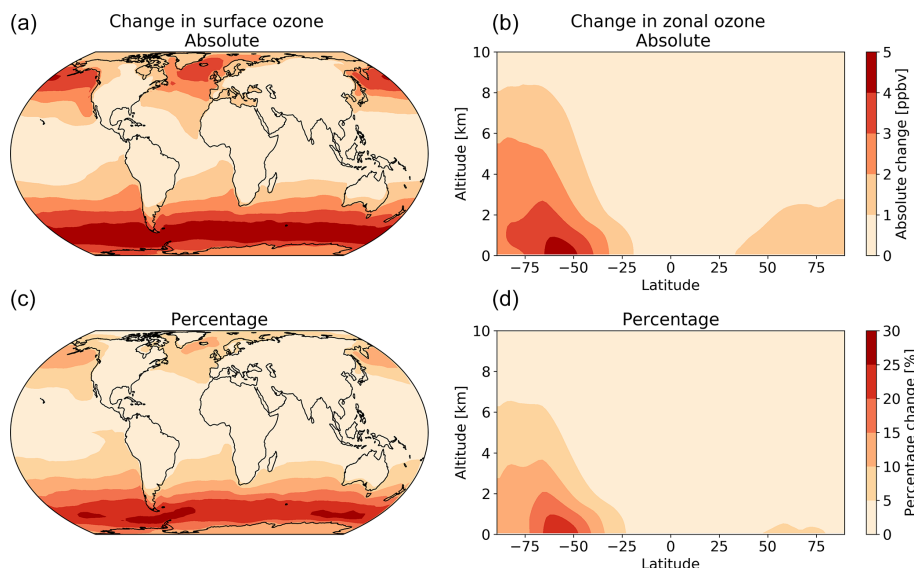 (a)
Change in surface ozone
Absolute
(b)
Change in zonal ozone
Absolute
10
8
6
4
2
0
Altitude [km]
−75
−50
−25
0
25
50
75
Latitude
5
4
3
2
1
0
Absolute change [ppbv]
(c)
Percentage
(d)
Percentage
10
8
6
4
2
0
Altitude [km]
−75
−50
−25
0
25
50
75
Latitude
30
25
20
15
10
5
0
Percentage change [%]